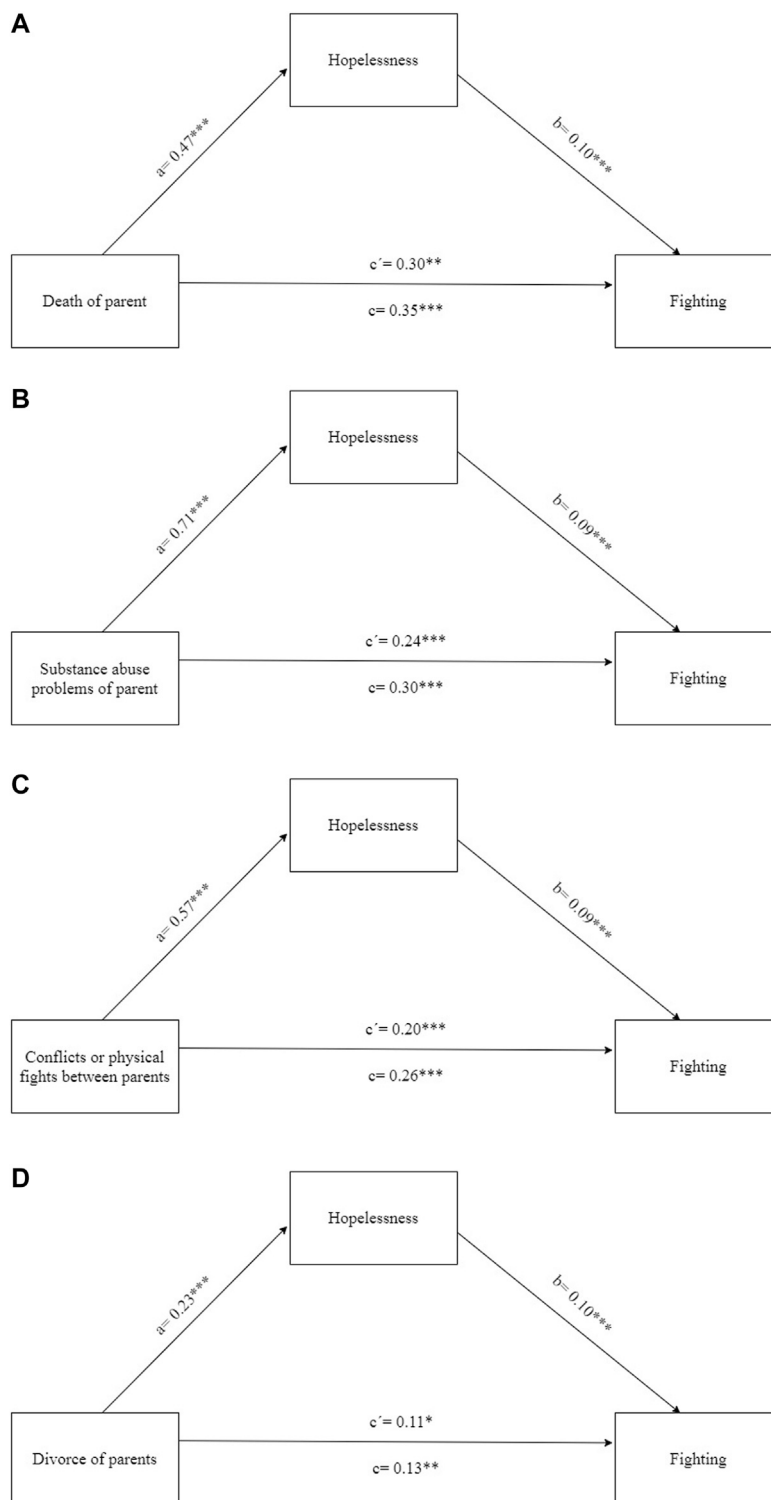 A
Hopelessness
a= 0.47***
b= 0.10***
c´= 0.30**
Death of parent
Fighting
c= 0.35***
B
Hopelessness
a= 0.71***
b= 0.09***
c´= 0.24***
Substance abuse
problems of parent
Fighting
c= 0.30***
C
Hopelessness
a= 0.57***
b= 0.09***
c´= 0.20***
Conflicts or physical
fights between parents
Fighting
c= 0.26***
D
Hopelessness
a= 0.23***
b= 0.10***
c´= 0.11*
Divorce of parents
Fighting
c= 0.13**